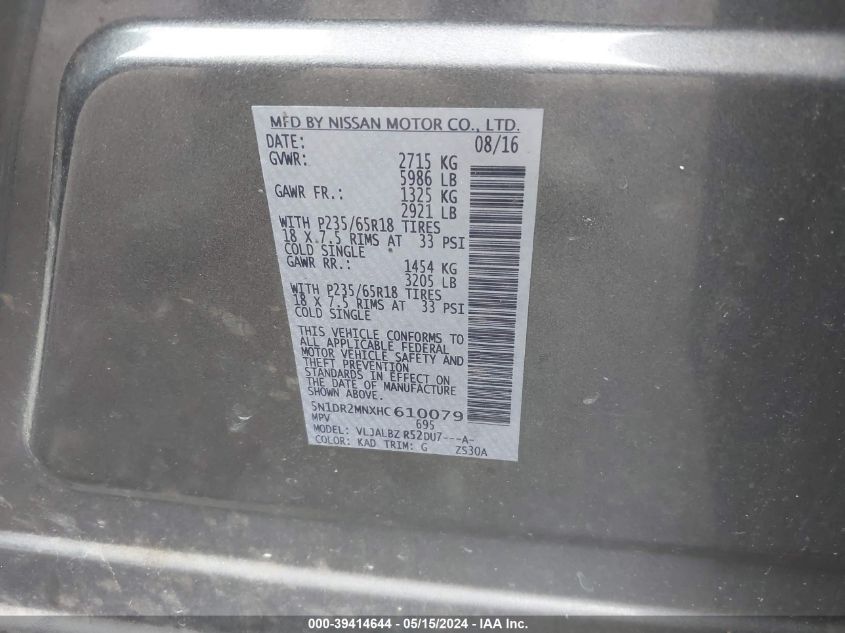 MFD BY NISSAN MOTOR CO., LTD.
DATE: 08/16
GVWR: 2715 KG
5986 LB
GAWR FR.: 1325 KG
2921 LB
WITH P235/65R18 TIRES
18 X 7.5 RIMS AT 33 PSI
COLD SINGLE
GAWR RR.: 1454 KG
3205 LB
WITH P235/65R18 TIRES
18 X 7.5 RIMS AT 33 PSI
COLD SINGLE
THIS VEHICLE CONFORMS TO
ALL APPLICABLE FEDERAL
MOTOR VEHICLE SAFETY AND
THEFT PREVENTION
STANDARDS IN EFFECT ON
THE DATE OF MANUFACTURE
SHOWN ABOVE.
5N1DR2MNXHC610079
MPV 695
MODEL: VLJALBZ R52DU7---A-
COLOR: KAD TRIM: G ZS30A
000-39414644 - 05/15/2024 - IAA Inc.